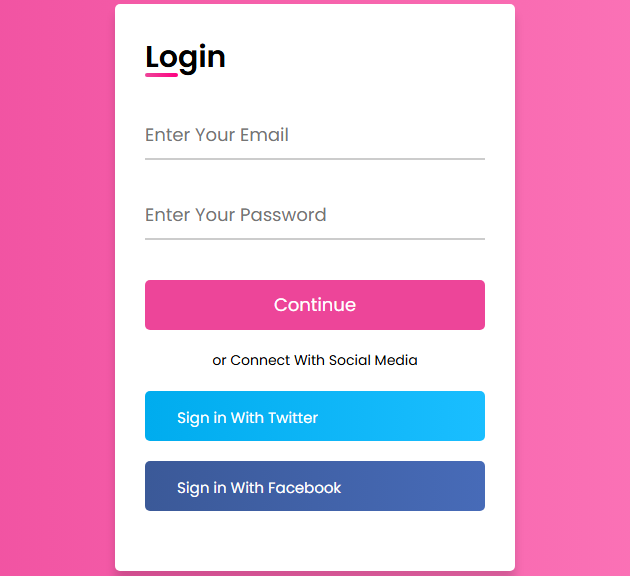 Login
Enter Your Email
Enter Your Password
Continue
or Connect With Social Media
Sign in With Twitter
Sign in With Facebook